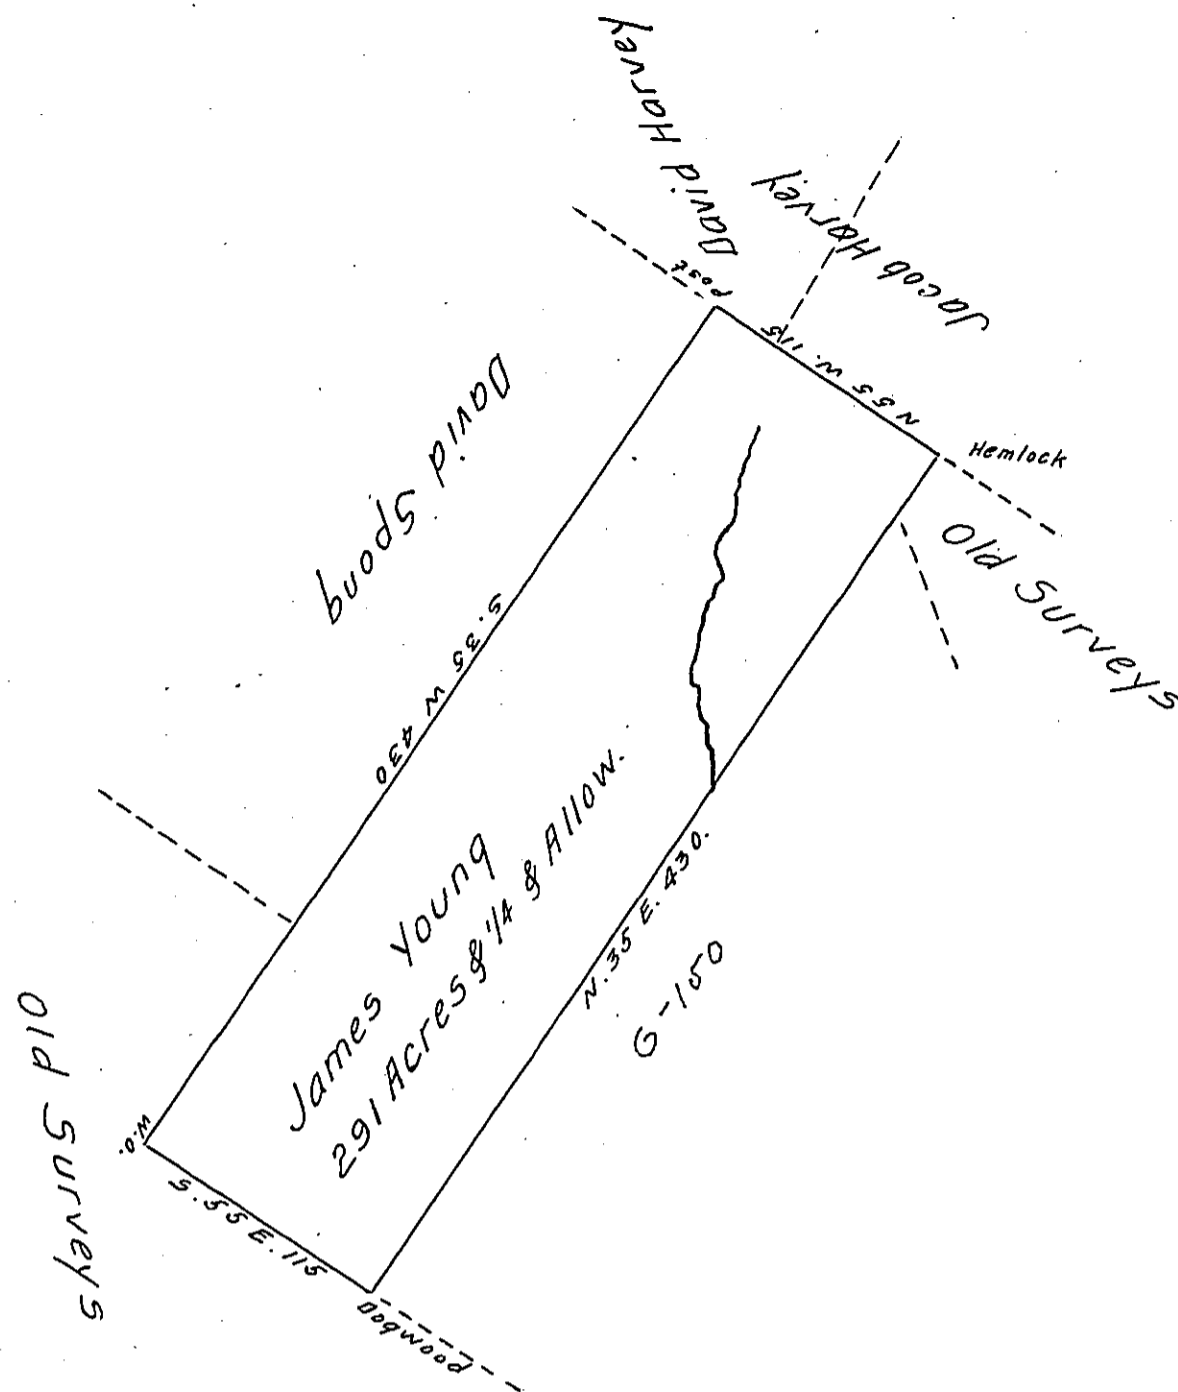 David Harvey
Jacob Harvey
Post
N 55 W. 115
Hemlock
Old Surveys
David Spong
S. 35 W 430
James Young
291 Acres & 1/4 & Allow.
N. 35 E. 430.
G-150
Old Surveys
W.O.
S. 55 E. 115
Dogwood